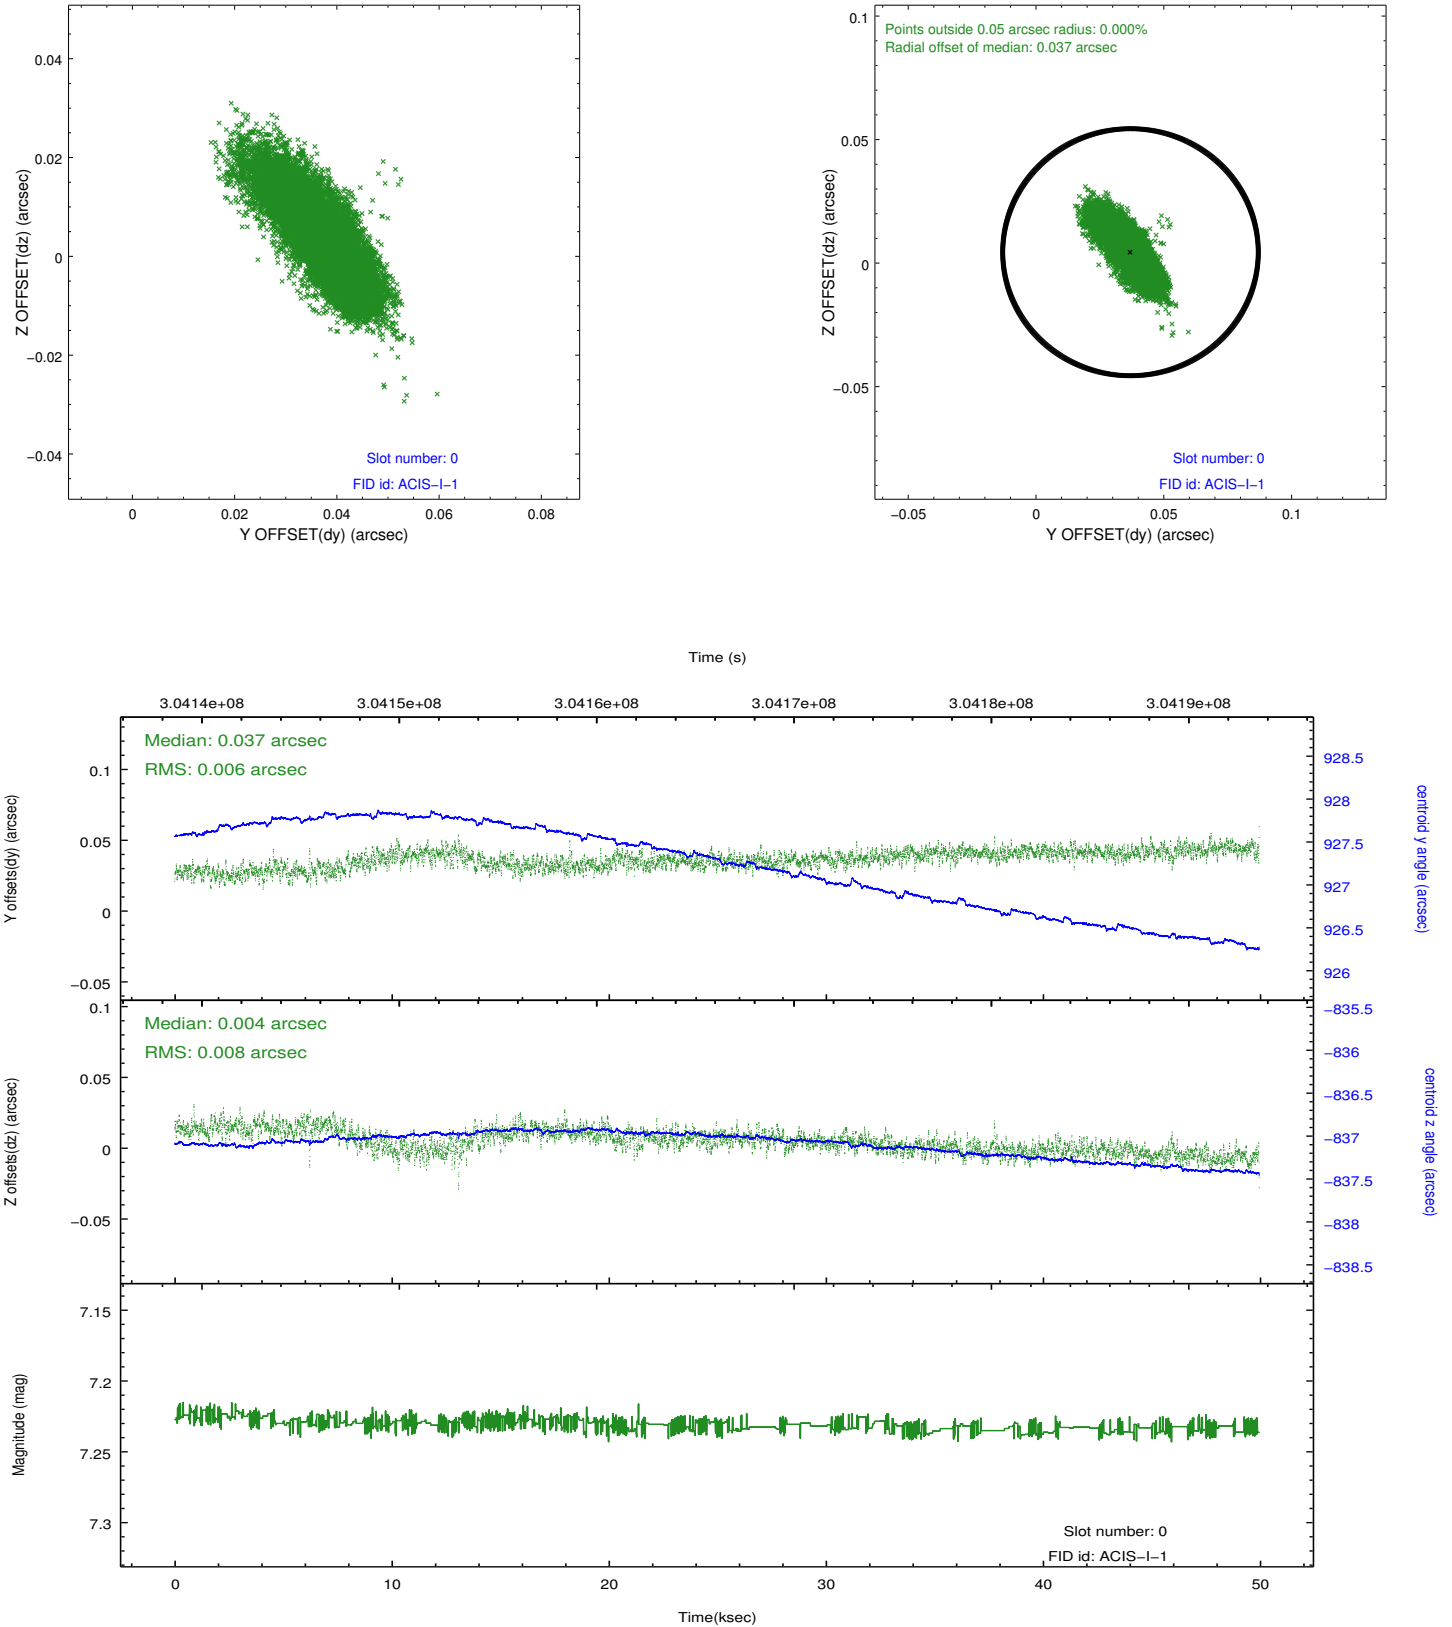 0.04
0.02
0
−0.02
−0.04
Z OFFSET(dz) (arcsec)
Slot number: 0
FID id: ACIS−I−1
0
0.02
0.04
0.06
0.08
Y OFFSET(dy) (arcsec)
Points outside 0.05 arcsec radius: 0.000%
Radial offset of median: 0.037 arcsec
0.1
0.05
0
−0.05
Z OFFSET(dz) (arcsec)
Slot number: 0
FID id: ACIS−I−1
−0.05
0
0.05
0.1
Y OFFSET(dy) (arcsec)
Time (s)
3.0414e+08
3.0415e+08
3.0416e+08
3.0417e+08
3.0418e+08
3.0419e+08
Median: 0.037 arcsec
RMS: 0.006 arcsec
0.1
0.05
0
−0.05
Y offsets(dy) (arcsec)
928.5
928
927.5
927
926.5
926
centroid y angle (arcsec)
Median: 0.004 arcsec
RMS: 0.008 arcsec
0.1
0.05
0
−0.05
Z offsets(dz) (arcsec)
−835.5
−836
−836.5
−837
−837.5
−838
−838.5
centroid z angle (arcsec)
7.15
7.2
7.25
7.3
Magnitude (mag)
Slot number: 0
FID id: ACIS−I−1
0
10
20
30
40
50
Time(ksec)